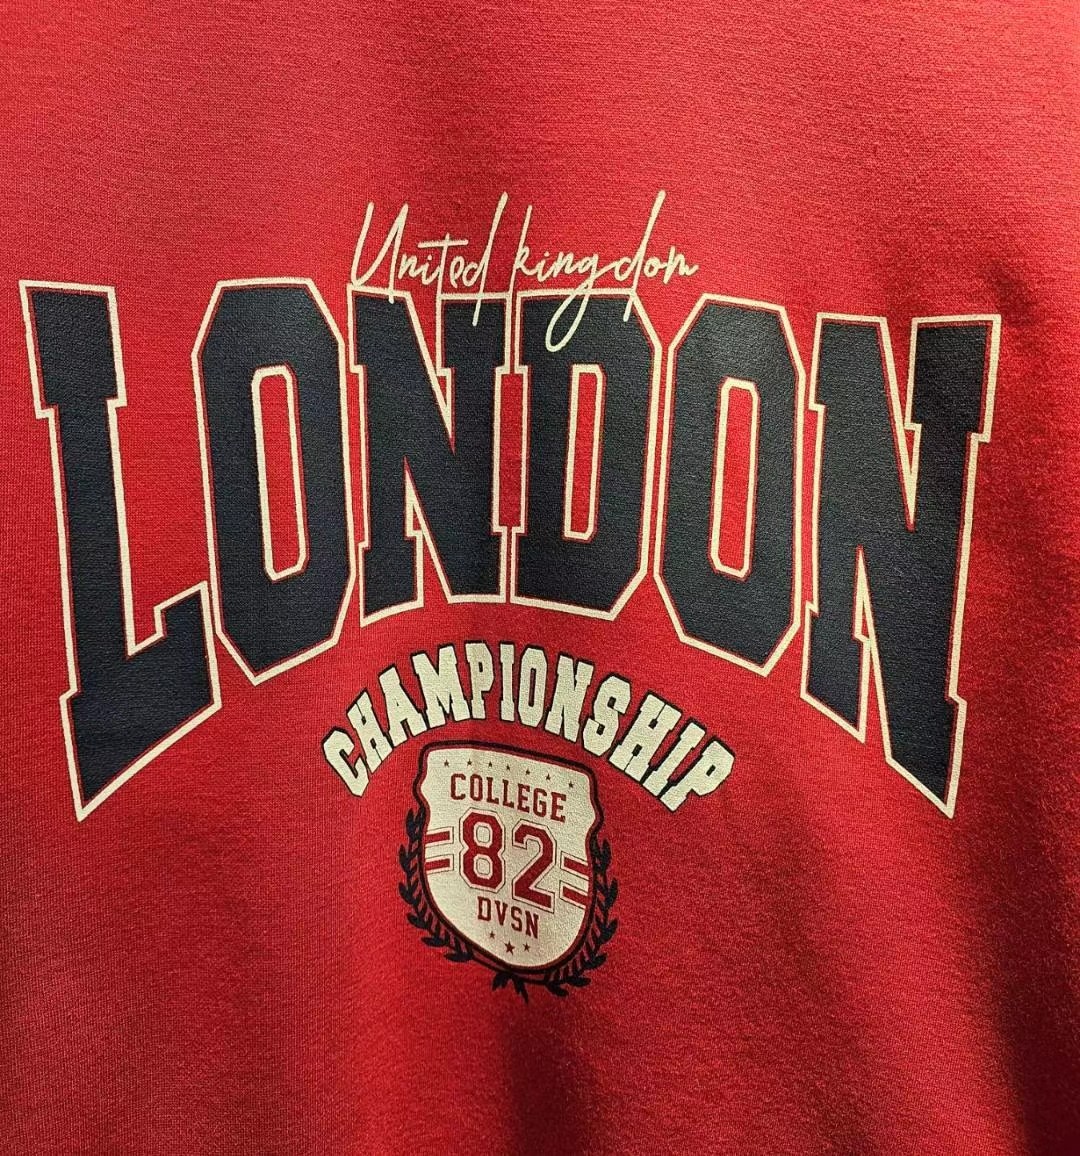 United kingdom
LONDON
CHAMPIONSHIP
COLLEGE
82
DVSN